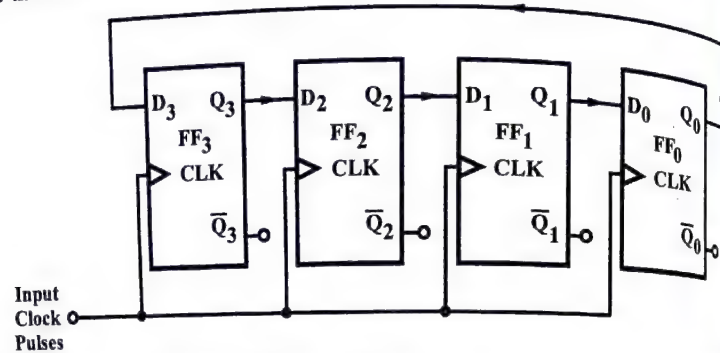 D3 Q3 D2 Q2 D1 Q1 D0 Q0
FF3 FF2 FF1 FF0
CLK CLK CLK CLK
Q̅3 Q̅2 Q̅1 Q̅0
Input
Clock
Pulses